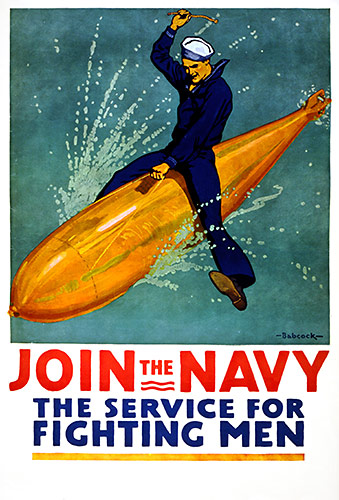 -Babcock-
JOIN THE NAVY
THE SERVICE FOR
FIGHTING MEN